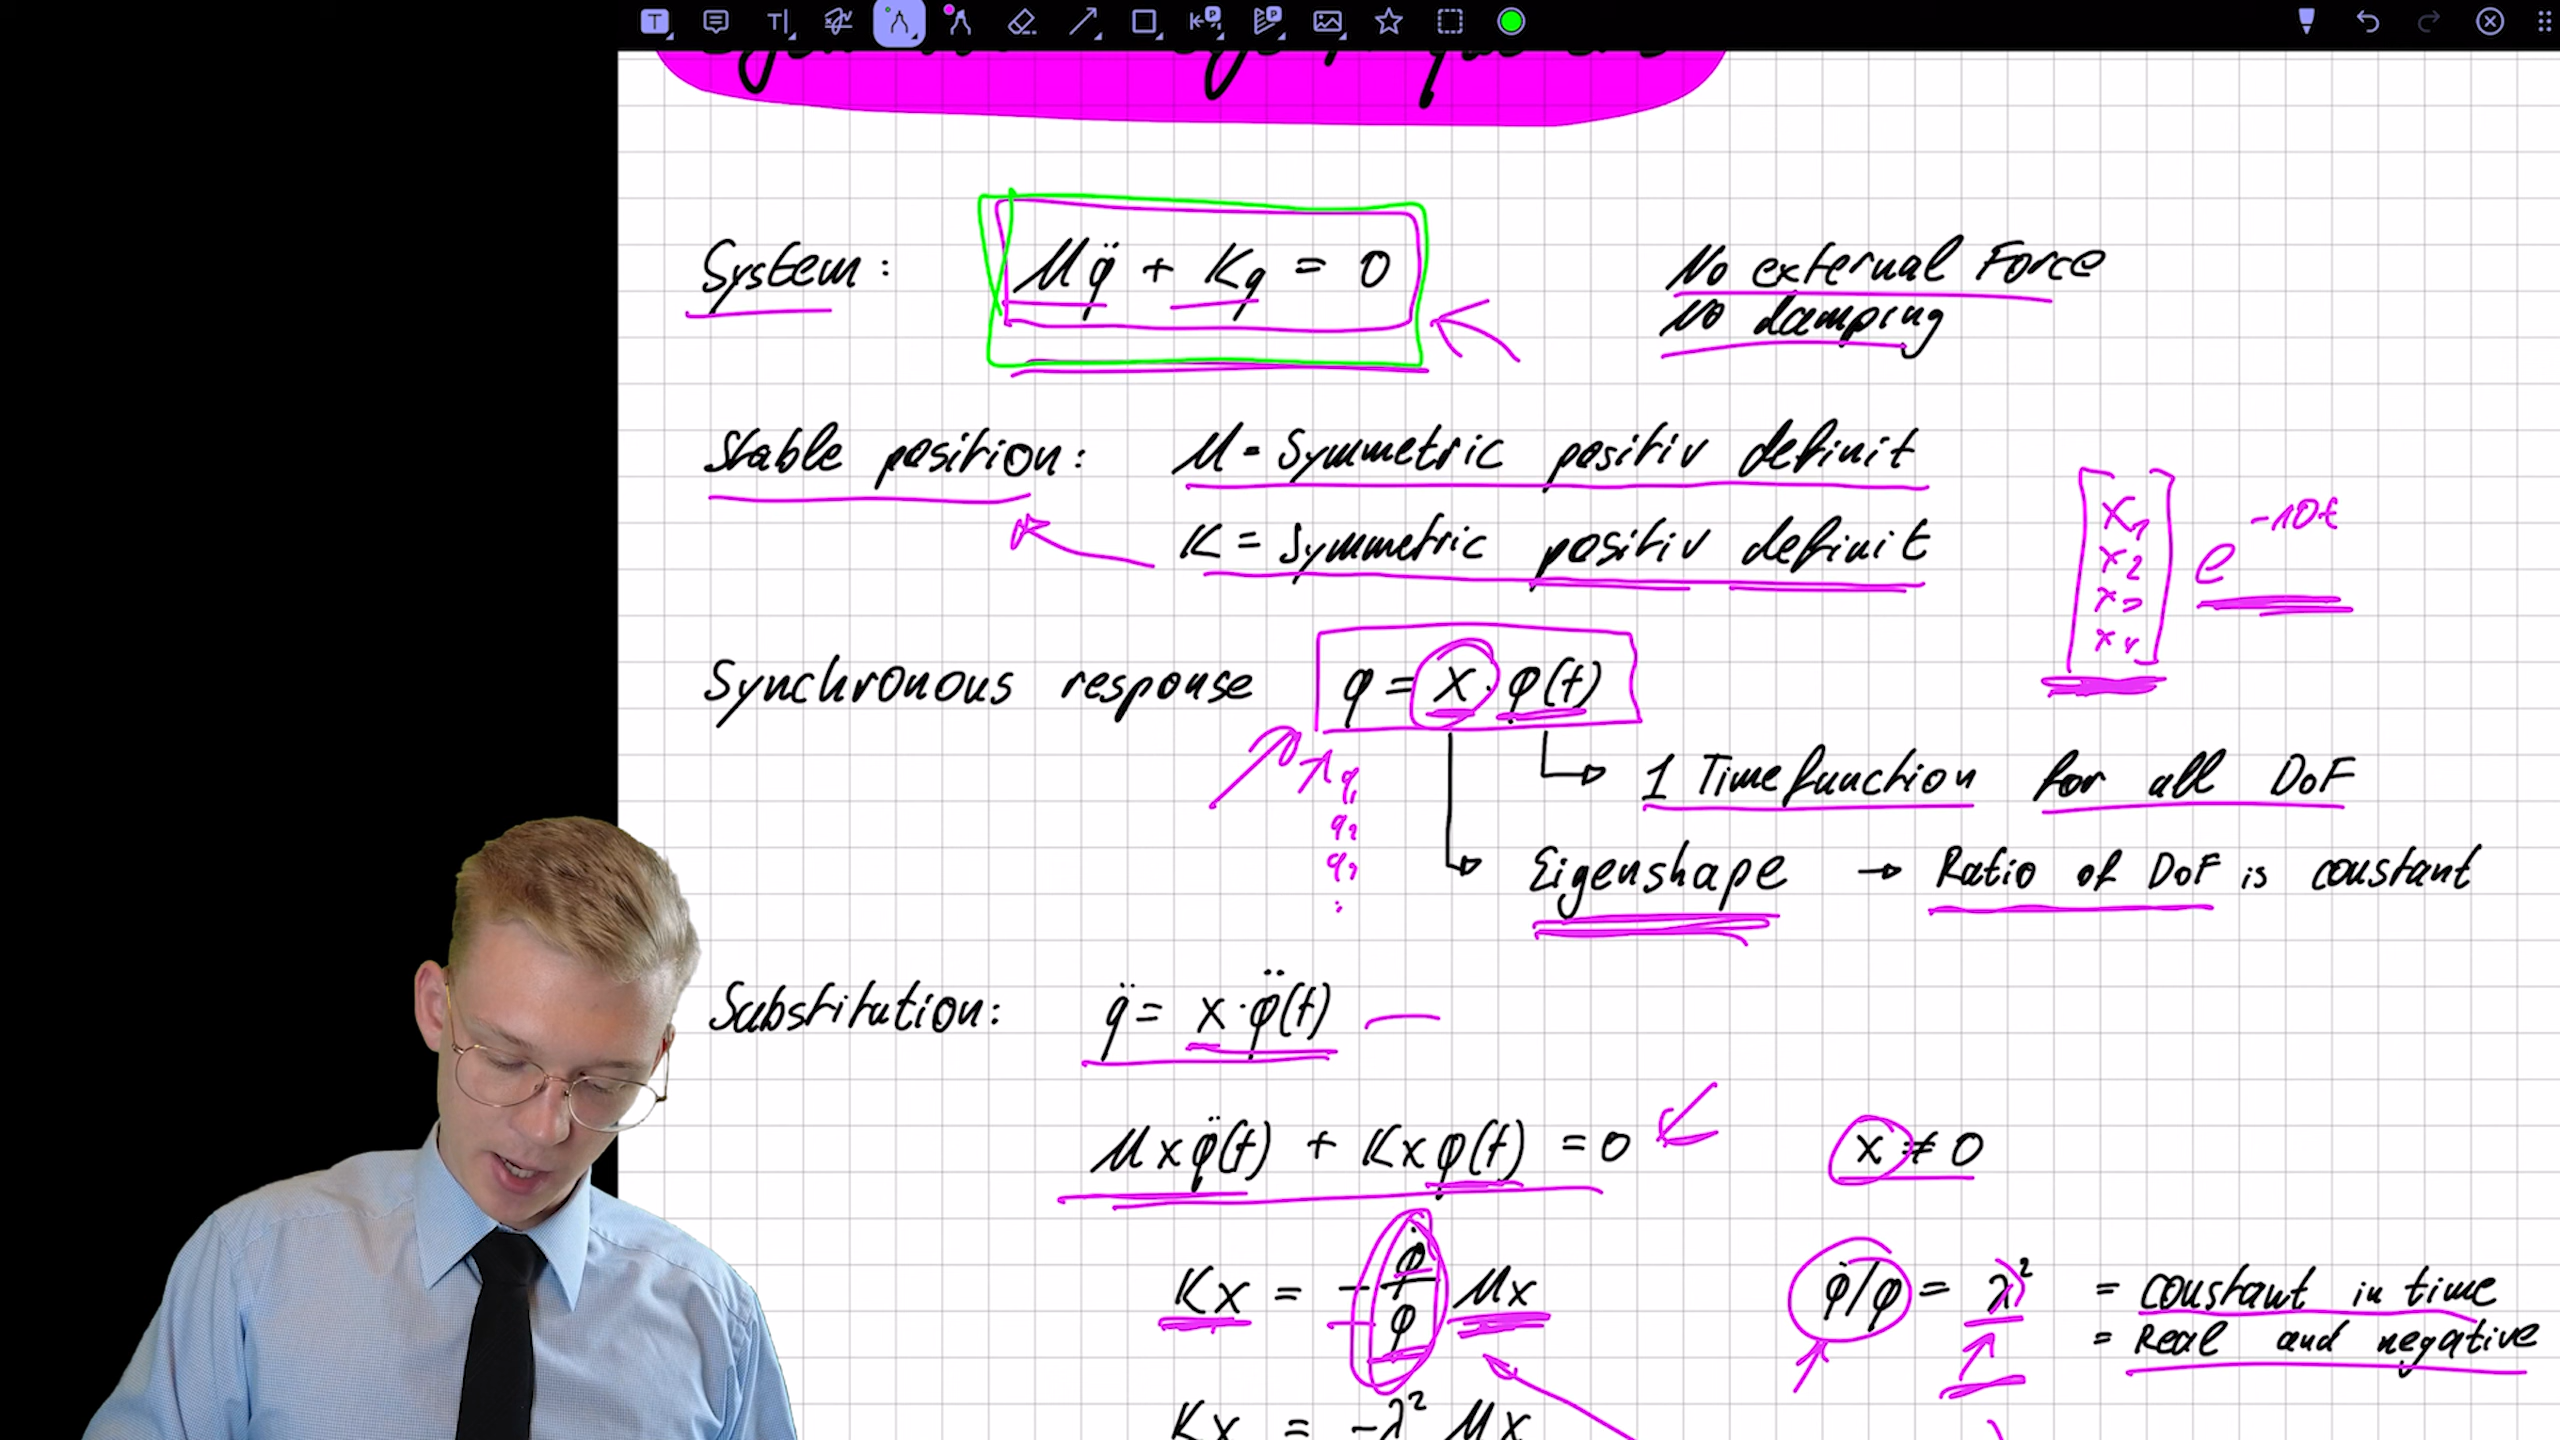 System: Mq̈ + Kq = 0
No external Force
No damping
Stable position: M = Symmetric positiv definit
K = Symmetric positiv definit
x1
x2
x3
x4
e^-10t
Synchronous response φ = x · φ(t)
q1
q2
q3
:
1 Timefunction for all DoF
Eigenshape → Ratio of DoF is constant
Substitution: q̈ = x · φ̈(t)
Mxφ̈(t) + Kxφ(t) = 0
x ≠ 0
Kx = - φ̈/φ Mx
φ̈/φ = λ² = constant in time
= Real and negative
Kx = -λ² Mx